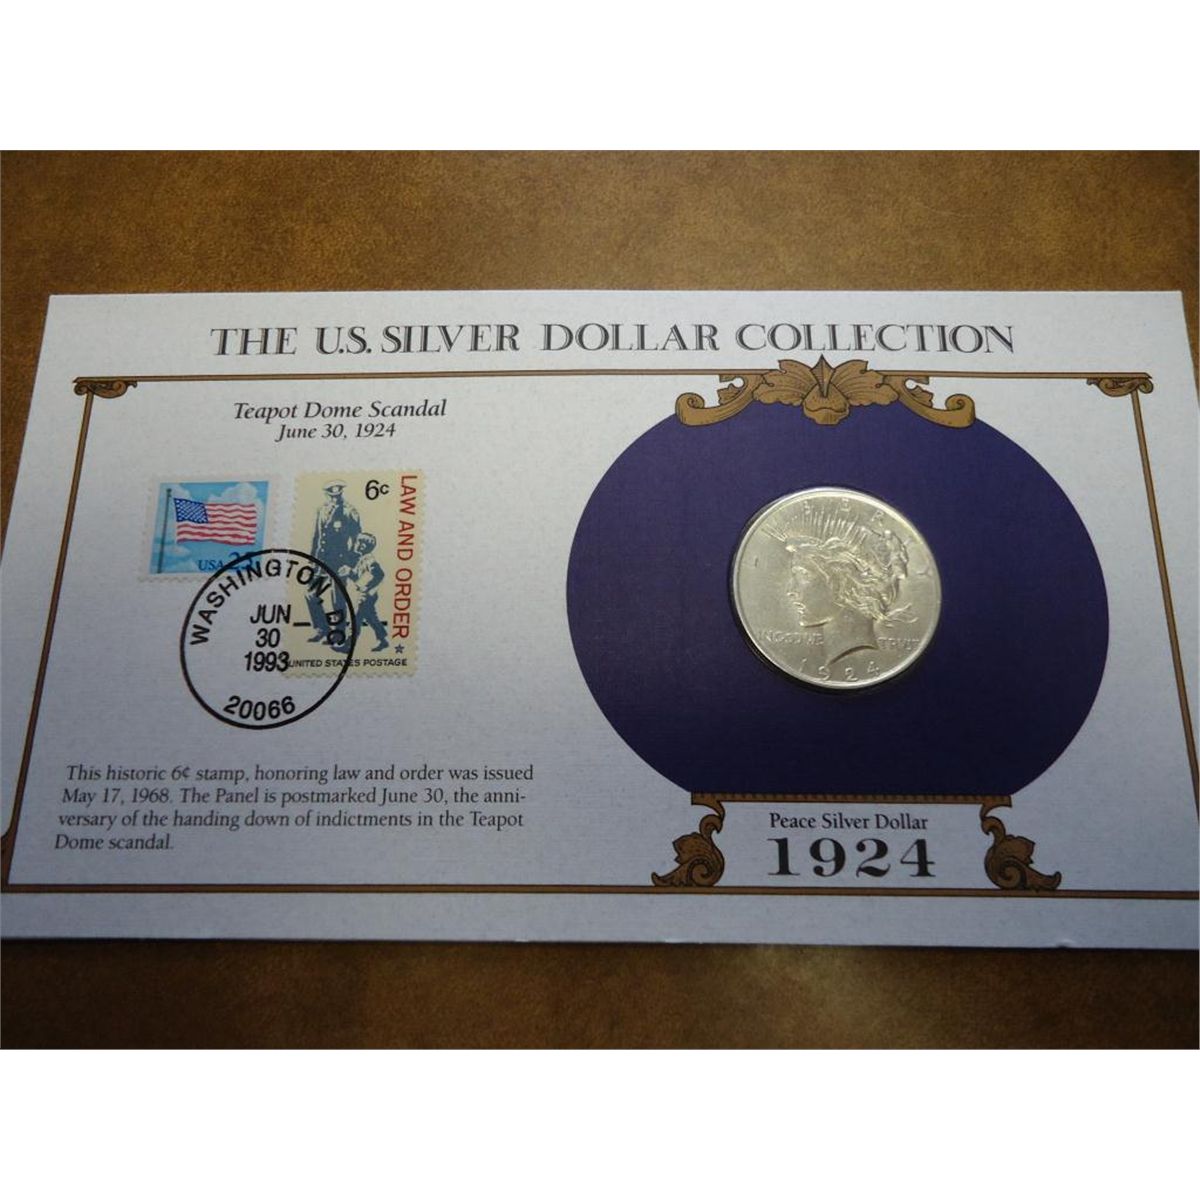 THE U.S. SILVER DOLLAR COLLECTION
Teapot Dome Scandal
June 30, 1924
USA
6c
LAW AND ORDER
UNITED STATES POSTAGE
WASHINGTON, DC
JUN
30
1993
20066
This historic 6¢ stamp, honoring law and order was issued
May 17, 1968. The Panel is postmarked June 30, the anni-
versary of the handing down of indictments in the Teapot
Dome scandal.
LIBERTY
IN GOD WE TRVST
1924
Peace Silver Dollar
1924